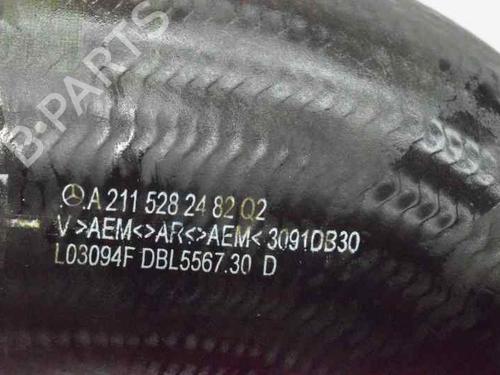 B-PARTS
A 211 528 24 82 Q2
V >AEM<>AR<>AEM< 3091DB30
L03094F DBL5567.30 D